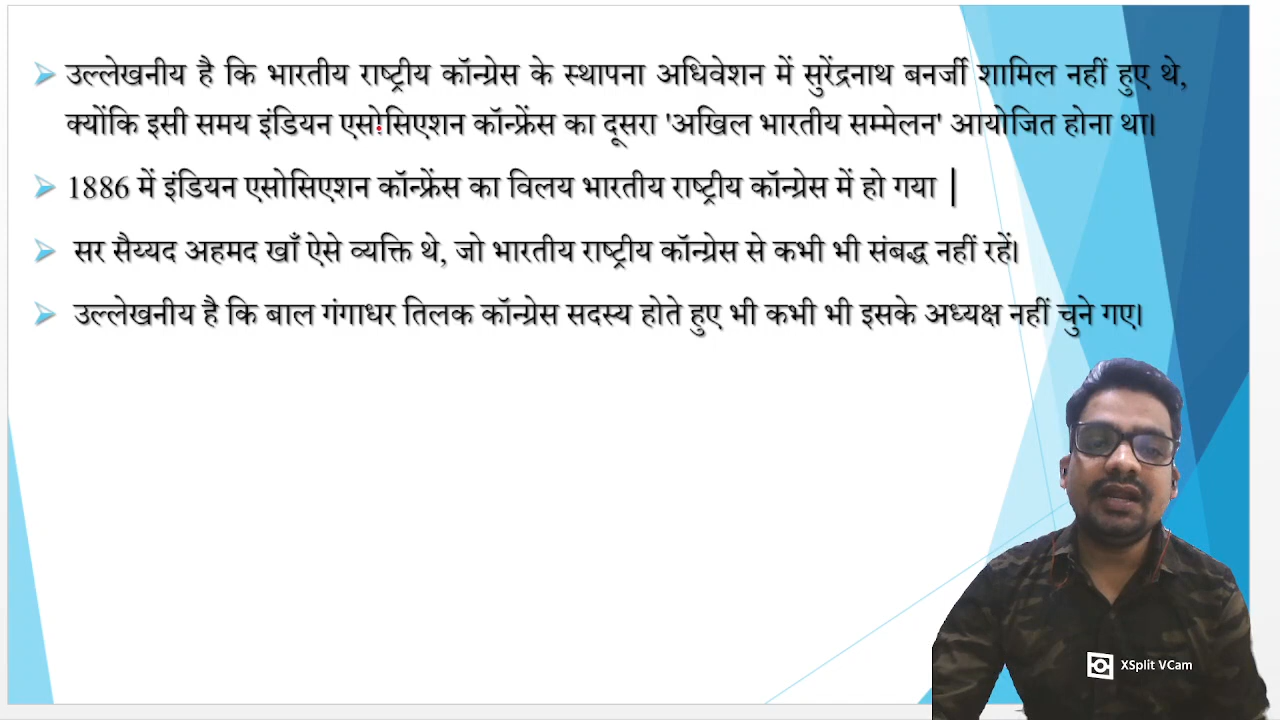 उल्लेखनीय है कि भारतीय राष्ट्रीय कॉन्ग्रेस के स्थापना अधिवेशन में सुरेंद्रनाथ बनर्जी शामिल नहीं हुए थे,
क्योंकि इसी समय इंडियन एसोसिएशन कॉन्फ्रेंस का दूसरा 'अखिल भारतीय सम्मेलन' आयोजित होना था।
1886 में इंडियन एसोसिएशन कॉन्फ्रेंस का विलय भारतीय राष्ट्रीय कॉन्ग्रेस में हो गया |
सर सैय्यद अहमद खाँ ऐसे व्यक्ति थे, जो भारतीय राष्ट्रीय कॉन्ग्रेस से कभी भी संबद्ध नहीं रहें।
उल्लेखनीय है कि बाल गंगाधर तिलक कॉन्ग्रेस सदस्य होते हुए भी कभी भी इसके अध्यक्ष नहीं चुने गए।
XSplit VCam